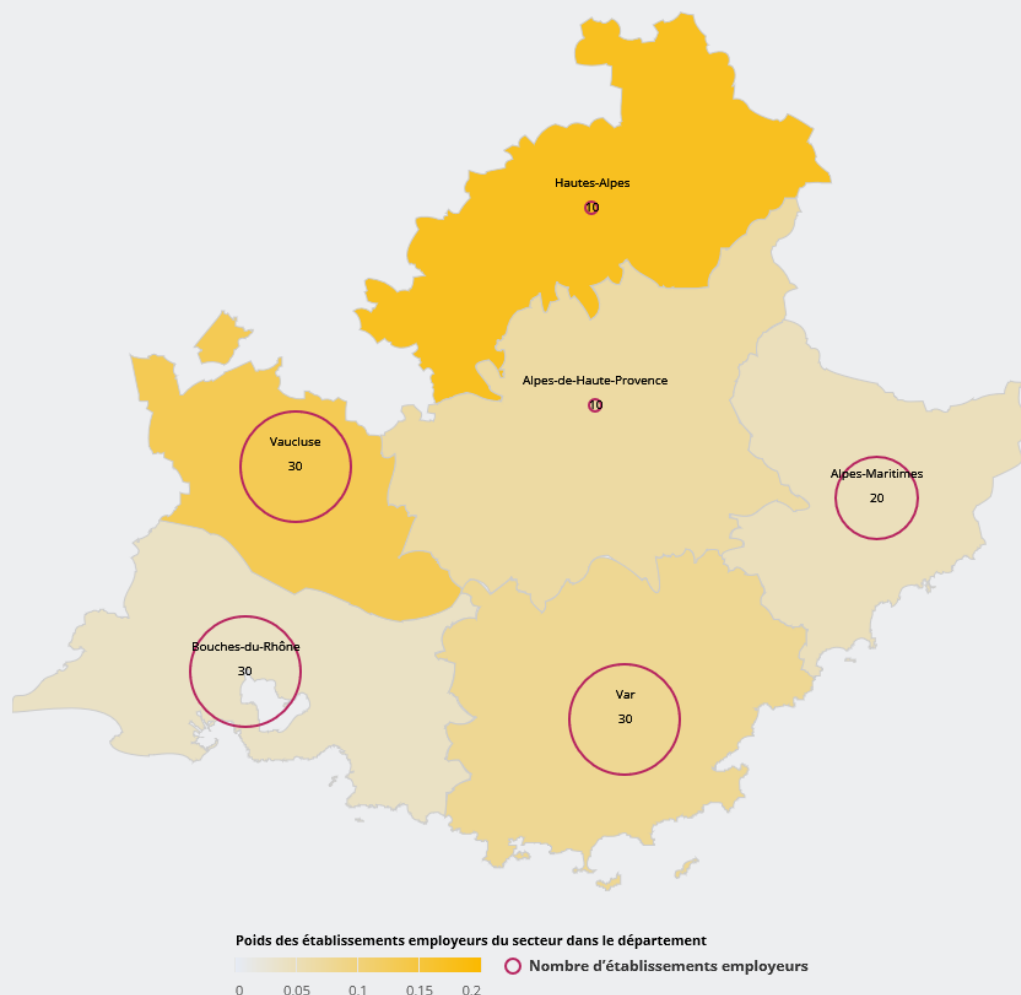 Hautes-Alpes
10
Alpes-de-Haute-Provence
10
Vaucluse
30
Alpes-Maritimes
20
Bouches-du-Rhône
30
Var
30
Poids des établissements employeurs du secteur dans le département
Nombre d'établissements employeurs
0 0.05 0.1 0.15 0.2